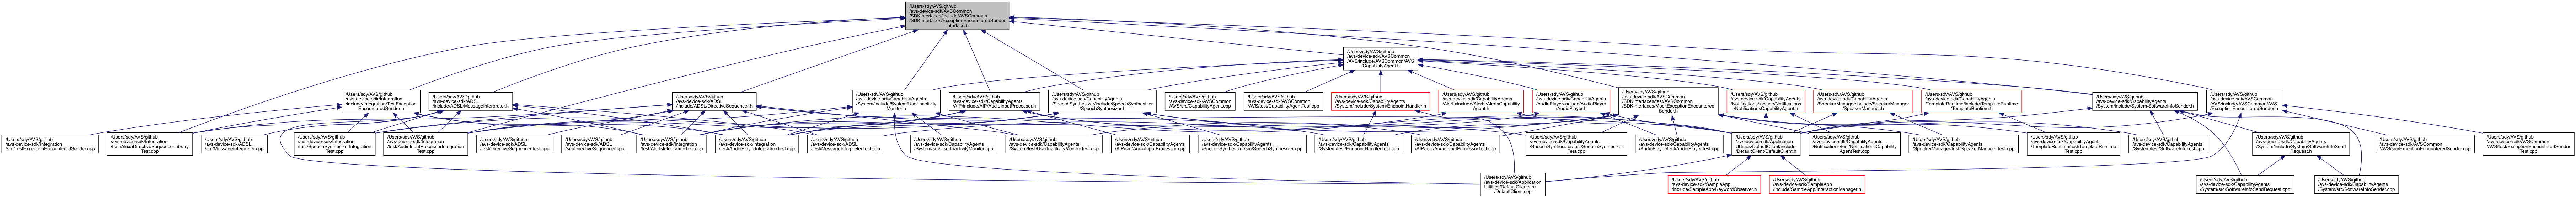 /Users/sdy/AVS/github
/avs-device-sdk/AVSCommon
/SDKInterfaces/include/AVSCommon
/SDKInterfaces/ExceptionEncounteredSender
Interface.h
/Users/sdy/AVS/github
/avs-device-sdk/AVSCommon
/AVS/include/AVSCommon/AVS
/CapabilityAgent.h
/Users/sdy/AVS/github
/avs-device-sdk/Integration
/include/Integration/TestException
EncounteredSender.h
/Users/sdy/AVS/github
/avs-device-sdk/ADSL
/include/ADSL/MessageInterpreter.h
/Users/sdy/AVS/github
/avs-device-sdk/ADSL
/include/ADSL/DirectiveSequencer.h
/Users/sdy/AVS/github
/avs-device-sdk/CapabilityAgents
/System/include/System/UserInactivity
Monitor.h
/Users/sdy/AVS/github
/avs-device-sdk/CapabilityAgents
/AIP/include/AIP/AudioInputProcessor.h
/Users/sdy/AVS/github
/avs-device-sdk/CapabilityAgents
/SpeechSynthesizer/include/SpeechSynthesizer
/SpeechSynthesizer.h
/Users/sdy/AVS/github
/avs-device-sdk/AVSCommon
/AVS/src/CapabilityAgent.cpp
/Users/sdy/AVS/github
/avs-device-sdk/AVSCommon
/AVS/test/CapabilityAgentTest.cpp
/Users/sdy/AVS/github
/avs-device-sdk/CapabilityAgents
/System/include/System/EndpointHandler.h
/Users/sdy/AVS/github
/avs-device-sdk/CapabilityAgents
/Alerts/include/Alerts/AlertsCapability
Agent.h
/Users/sdy/AVS/github
/avs-device-sdk/CapabilityAgents
/AudioPlayer/include/AudioPlayer
/AudioPlayer.h
/Users/sdy/AVS/github
/avs-device-sdk/AVSCommon
/SDKInterfaces/test/AVSCommon
/SDKInterfaces/MockExceptionEncountered
Sender.h
/Users/sdy/AVS/github
/avs-device-sdk/CapabilityAgents
/Notifications/include/Notifications
/NotificationsCapabilityAgent.h
/Users/sdy/AVS/github
/avs-device-sdk/CapabilityAgents
/SpeakerManager/include/SpeakerManager
/SpeakerManager.h
/Users/sdy/AVS/github
/avs-device-sdk/CapabilityAgents
/TemplateRuntime/include/TemplateRuntime
/TemplateRuntime.h
/Users/sdy/AVS/github
/avs-device-sdk/CapabilityAgents
/System/include/System/SoftwareInfoSender.h
/Users/sdy/AVS/github
/avs-device-sdk/AVSCommon
/AVS/include/AVSCommon/AVS
/ExceptionEncounteredSender.h
/Users/sdy/AVS/github
/avs-device-sdk/Integration
/src/TestExceptionEncounteredSender.cpp
/Users/sdy/AVS/github
/avs-device-sdk/Integration
/test/AlexaDirectiveSequencerLibrary
Test.cpp
/Users/sdy/AVS/github
/avs-device-sdk/ADSL
/src/MessageInterpreter.cpp
/Users/sdy/AVS/github
/avs-device-sdk/Integration
/test/SpeechSynthesizerIntegration
Test.cpp
/Users/sdy/AVS/github
/avs-device-sdk/Integration
/test/AudioInputProcessorIntegration
Test.cpp
/Users/sdy/AVS/github
/avs-device-sdk/ADSL
/test/DirectiveSequencerTest.cpp
/Users/sdy/AVS/github
/avs-device-sdk/ADSL
/src/DirectiveSequencer.cpp
/Users/sdy/AVS/github
/avs-device-sdk/Integration
/test/AlertsIntegrationTest.cpp
/Users/sdy/AVS/github
/avs-device-sdk/Integration
/test/AudioPlayerIntegrationTest.cpp
/Users/sdy/AVS/github
/avs-device-sdk/ADSL
/test/MessageInterpreterTest.cpp
/Users/sdy/AVS/github
/avs-device-sdk/CapabilityAgents
/System/src/UserInactivityMonitor.cpp
/Users/sdy/AVS/github
/avs-device-sdk/CapabilityAgents
/System/test/UserInactivityMonitorTest.cpp
/Users/sdy/AVS/github
/avs-device-sdk/CapabilityAgents
/AIP/src/AudioInputProcessor.cpp
/Users/sdy/AVS/github
/avs-device-sdk/CapabilityAgents
/SpeechSynthesizer/src/SpeechSynthesizer.cpp
/Users/sdy/AVS/github
/avs-device-sdk/CapabilityAgents
/System/test/EndpointHandlerTest.cpp
/Users/sdy/AVS/github
/avs-device-sdk/CapabilityAgents
/AIP/test/AudioInputProcessorTest.cpp
/Users/sdy/AVS/github
/avs-device-sdk/CapabilityAgents
/SpeechSynthesizer/test/SpeechSynthesizer
Test.cpp
/Users/sdy/AVS/github
/avs-device-sdk/CapabilityAgents
/AudioPlayer/test/AudioPlayerTest.cpp
/Users/sdy/AVS/github
/avs-device-sdk/Application
Utilities/DefaultClient/include
/DefaultClient/DefaultClient.h
/Users/sdy/AVS/github
/avs-device-sdk/CapabilityAgents
/Notifications/test/NotificationsCapability
AgentTest.cpp
/Users/sdy/AVS/github
/avs-device-sdk/CapabilityAgents
/SpeakerManager/test/SpeakerManagerTest.cpp
/Users/sdy/AVS/github
/avs-device-sdk/CapabilityAgents
/TemplateRuntime/test/TemplateRuntime
Test.cpp
/Users/sdy/AVS/github
/avs-device-sdk/CapabilityAgents
/System/test/SoftwareInfoTest.cpp
/Users/sdy/AVS/github
/avs-device-sdk/CapabilityAgents
/System/include/System/SoftwareInfoSend
Request.h
/Users/sdy/AVS/github
/avs-device-sdk/AVSCommon
/AVS/src/ExceptionEncounteredSender.cpp
/Users/sdy/AVS/github
/avs-device-sdk/AVSCommon
/AVS/test/ExceptionEncounteredSender
Test.cpp
/Users/sdy/AVS/github
/avs-device-sdk/Application
Utilities/DefaultClient/src
/DefaultClient.cpp
/Users/sdy/AVS/github
/avs-device-sdk/SampleApp
/include/SampleApp/KeywordObserver.h
/Users/sdy/AVS/github
/avs-device-sdk/SampleApp
/include/SampleApp/InteractionManager.h
/Users/sdy/AVS/github
/avs-device-sdk/CapabilityAgents
/System/src/SoftwareInfoSendRequest.cpp
/Users/sdy/AVS/github
/avs-device-sdk/CapabilityAgents
/System/src/SoftwareInfoSender.cpp